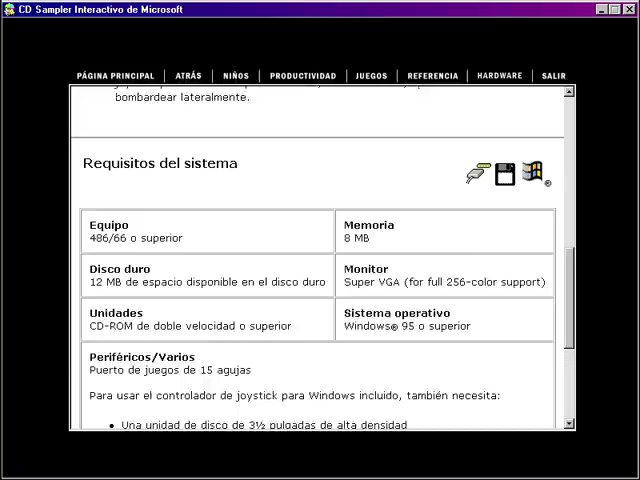 CD Sampler Interactivo de Microsoft
PÁGINA PRINCIPAL ATRÁS NIÑOS PRODUCTIVIDAD JUEGOS REFERENCIA HARDWARE SALIR
bombardear lateralmente.
Requisitos del sistema
Equipo
486/66 o superior
Memoria
8 MB
Disco duro
12 MB de espacio disponible en el disco duro
Monitor
Super VGA (for full 256-color support)
Unidades
CD-ROM de doble velocidad o superior
Sistema operativo
Windows® 95 o superior
Periféricos/Varios
Puerto de juegos de 15 agujas
Para usar el controlador de joystick para Windows incluido, también necesita:
• Una unidad de disco de 3½ pulgadas de alta densidad